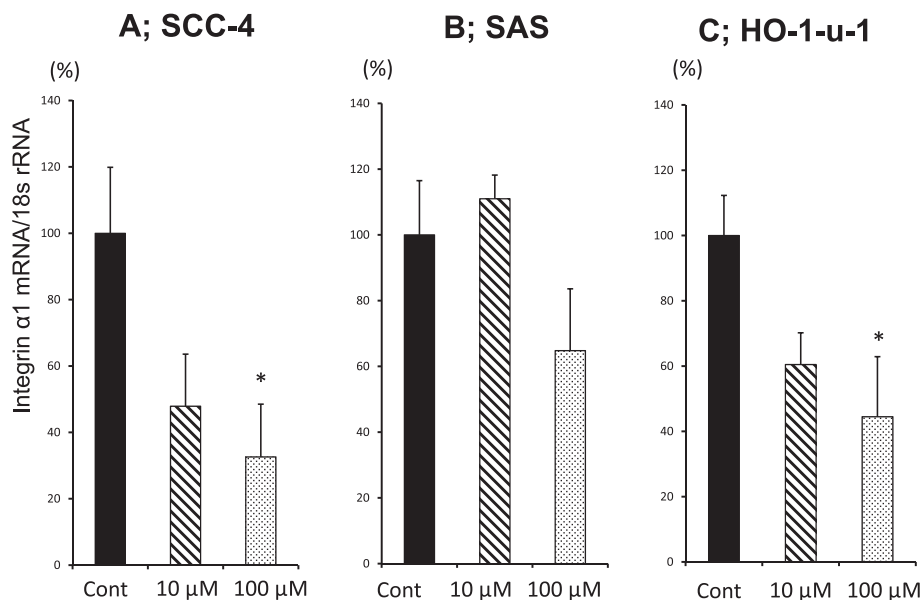 A; SCC-4
B; SAS
C; HO-1-u-1
(%)
(%)
(%)
Integrin α1 mRNA/18s rRNA
140
120
100
80
60
40
20
0
*
Cont
10 µM
100 µM
140
120
100
80
60
40
20
0
Cont
10 µM
100 µM
140
120
100
80
60
40
20
0
*
Cont
10 µM
100 µM